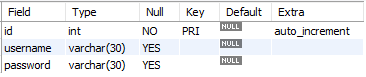 Field Type Null Key Default Extra
id int NO PRI NULL auto_increment
username varchar(30) YES NULL
password varchar(30) YES NULL